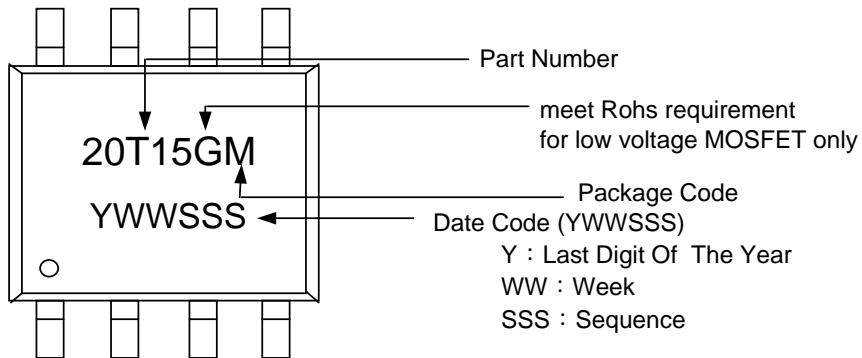 Part Number
meet Rohs requirement
for low voltage MOSFET only
20T15GM
Package Code
YWWSSS
Date Code (YWWSSS)
Y：Last Digit Of The Year
WW：Week
SSS：Sequence